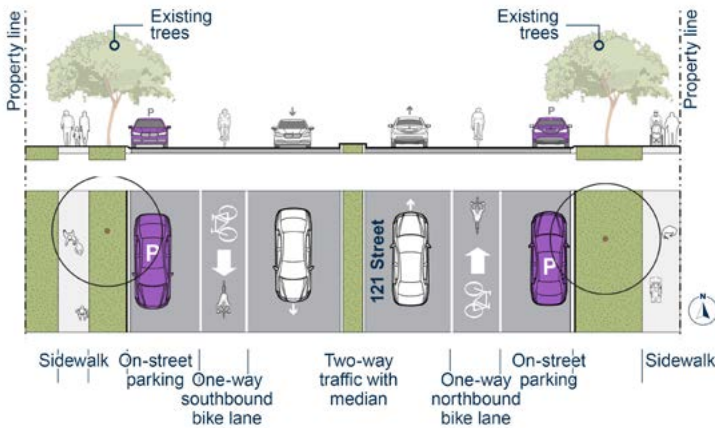 Property line
Existing
trees
Existing
trees
Property line
P
P
P
121 Street
P
N
Sidewalk
On-street
parking
One-way
southbound
bike lane
Two-way
traffic with
median
One-way
northbound
bike lane
On-street
parking
Sidewalk